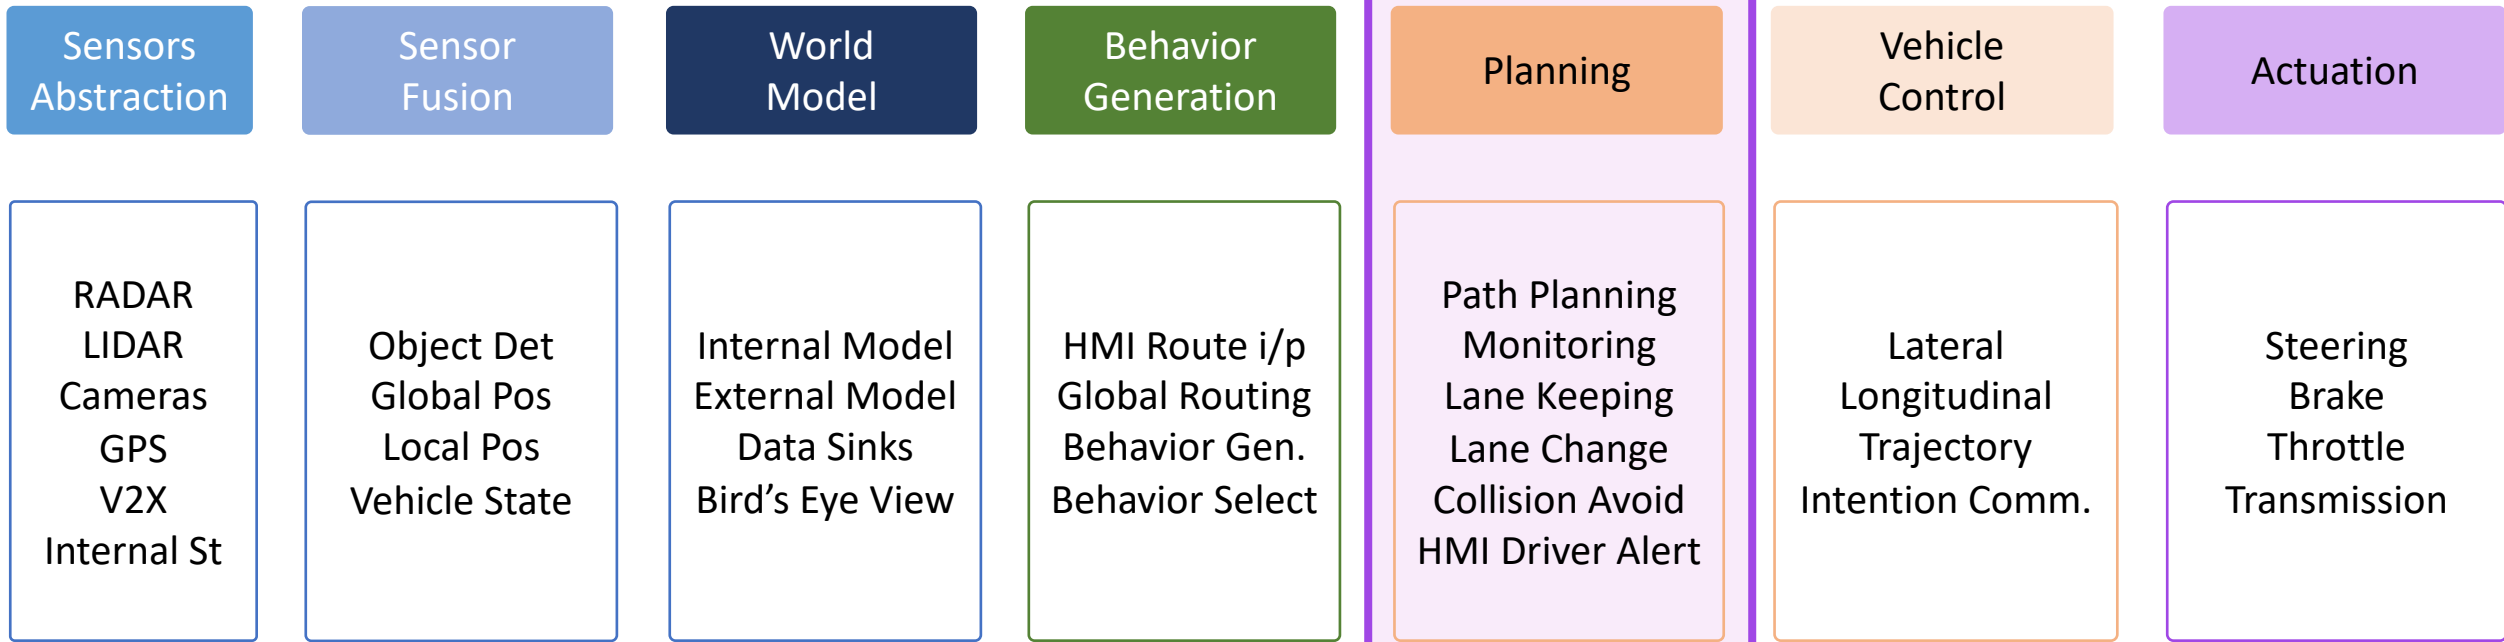 Sensors
Abstraction
Sensor
Fusion
World
Model
Behavior
Generation
Planning
Vehicle
Control
Actuation
RADAR
LIDAR
Cameras
GPS
V2X
Internal St
Object Det
Global Pos
Local Pos
Vehicle State
Internal Model
External Model
Data Sinks
Bird’s Eye View
HMI Route i/p
Global Routing
Behavior Gen.
Behavior Select
Path Planning
Monitoring
Lane Keeping
Lane Change
Collision Avoid
HMI Driver Alert
Lateral
Longitudinal
Trajectory
Intention Comm.
Steering
Brake
Throttle
Transmission